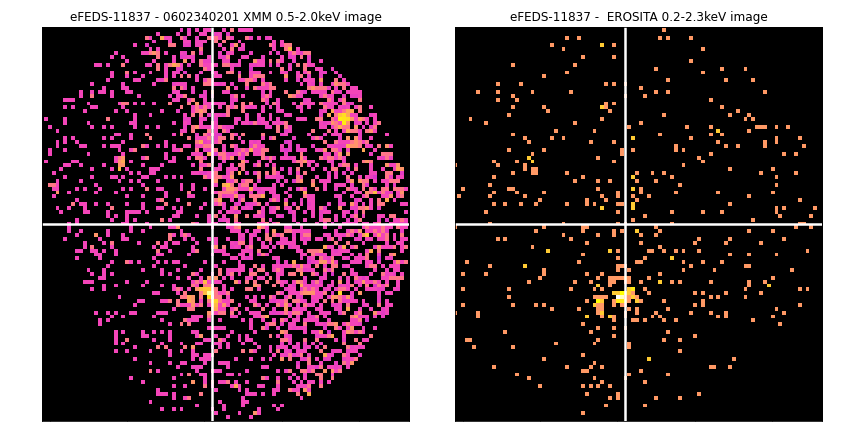 eFEDS-11837 - 0602340201 XMM 0.5-2.0keV image
eFEDS-11837 -  EROSITA 0.2-2.3keV image